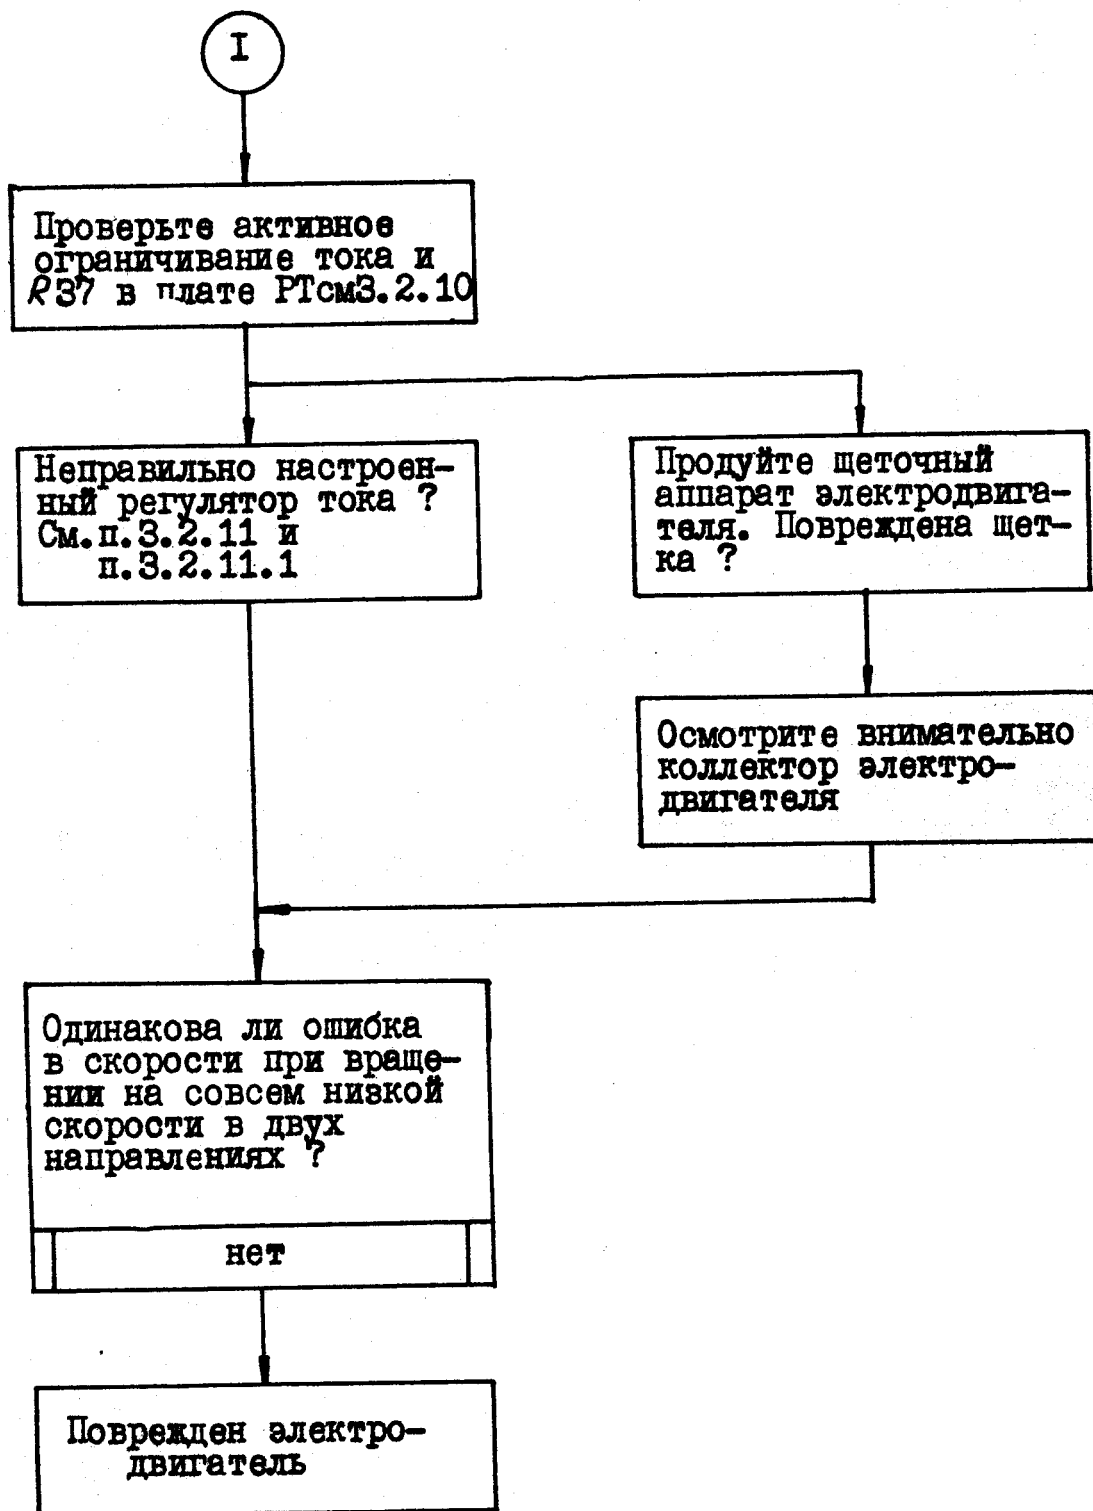 I
Проверьте активное
ограничивание тока и
R37 в плате РТсм3.2.10
Неправильно настроен-
ный регулятор тока ?
См.п.3.2.11 и
п.3.2.11.1
Продуйте щеточный
аппарат электродвига-
теля. Повреждена щет-
ка ?
Осмотрите внимательно
коллектор электро-
двигателя
Одинакова ли ошибка
в скорости при враще-
нии на совсем низкой
скорости в двух
направлениях ?
нет
Поврежден электро-
двигатель